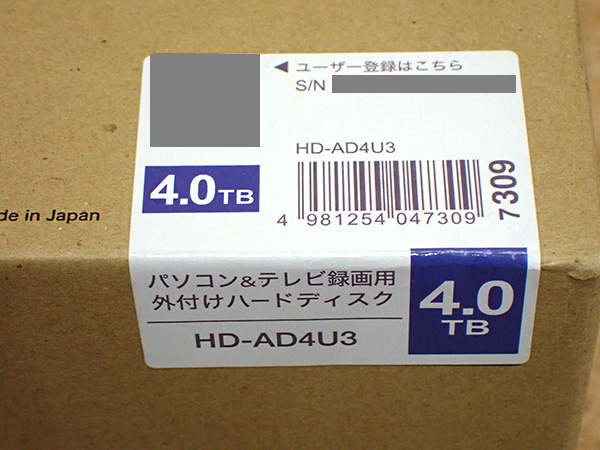 ◀ ユーザー登録はこちら
S/N
HD-AD4U3
4.0TB
4 981254 047309
7309
de in Japan
パソコン&テレビ録画用
外付けハードディスク
HD-AD4U3
4.0
TB